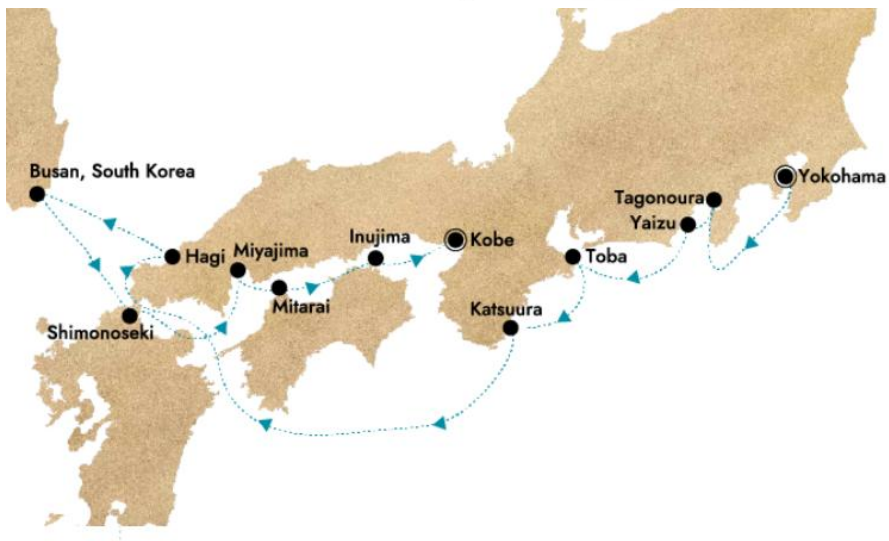 Busan, South Korea
Yokohama
Tagonoura
Yaizu
Inujima
Kobe
Hagi
Miyajima
Toba
Mitarai
Katsuura
Shimonoseki